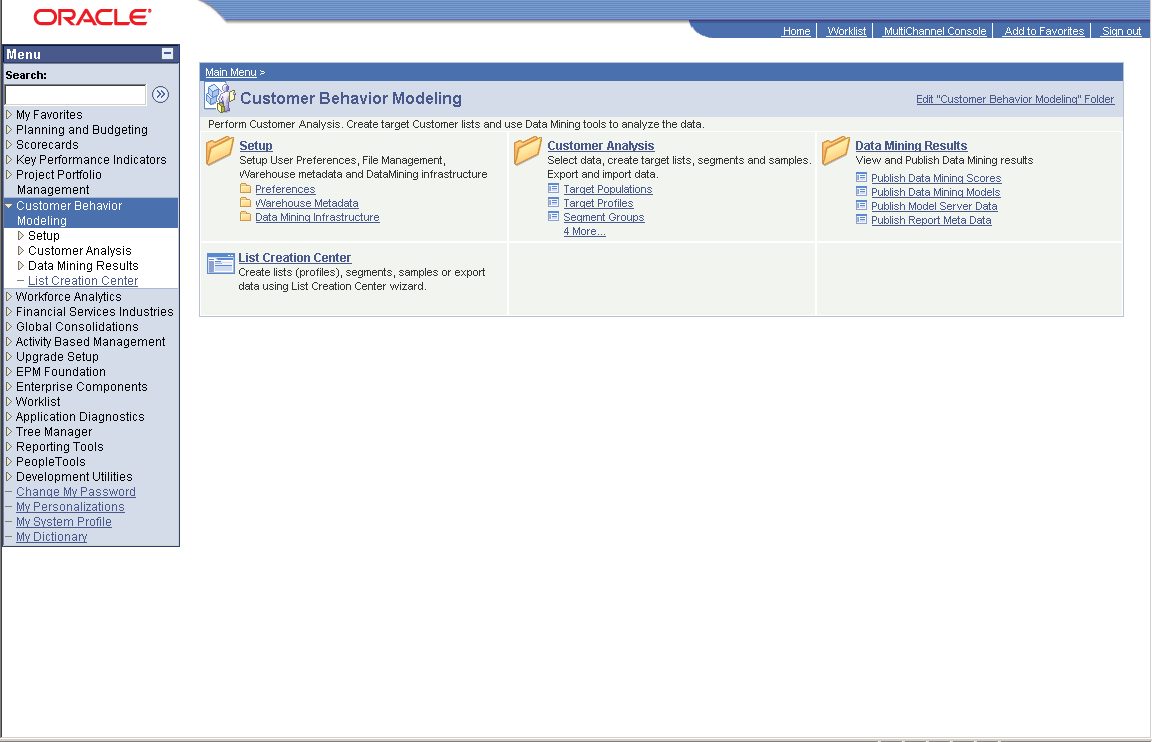 ORACLE
Home
Worklist
MultiChannel Console
Add to Favorites
Sign out
Menu
Search:
My Favorites
Planning and Budgeting
Scorecards
Key Performance Indicators
Project Portfolio
Management
Customer Behavior
Modeling
Setup
Customer Analysis
Data Mining Results
List Creation Center
Workforce Analytics
Financial Services Industries
Global Consolidations
Activity Based Management
Upgrade Setup
EPM Foundation
Enterprise Components
Worklist
Application Diagnostics
Tree Manager
Reporting Tools
PeopleTools
Development Utilities
Change My Password
My Personalizations
My System Profile
My Dictionary
Main Menu >
Customer Behavior Modeling
Edit "Customer Behavior Modeling" Folder
Perform Customer Analysis. Create target Customer lists and use Data Mining tools to analyze the data.
Setup
Setup User Preferences, File Management,
Warehouse metadata and DataMining infrastructure
Preferences
Warehouse Metadata
Data Mining Infrastructure
Customer Analysis
Select data, create target lists, segments and samples.
Export and import data.
Target Populations
Target Profiles
Segment Groups
4 More...
Data Mining Results
View and Publish Data Mining results
Publish Data Mining Scores
Publish Data Mining Models
Publish Model Server Data
Publish Report Meta Data
List Creation Center
Create lists (profiles), segments, samples or export
data using List Creation Center wizard.